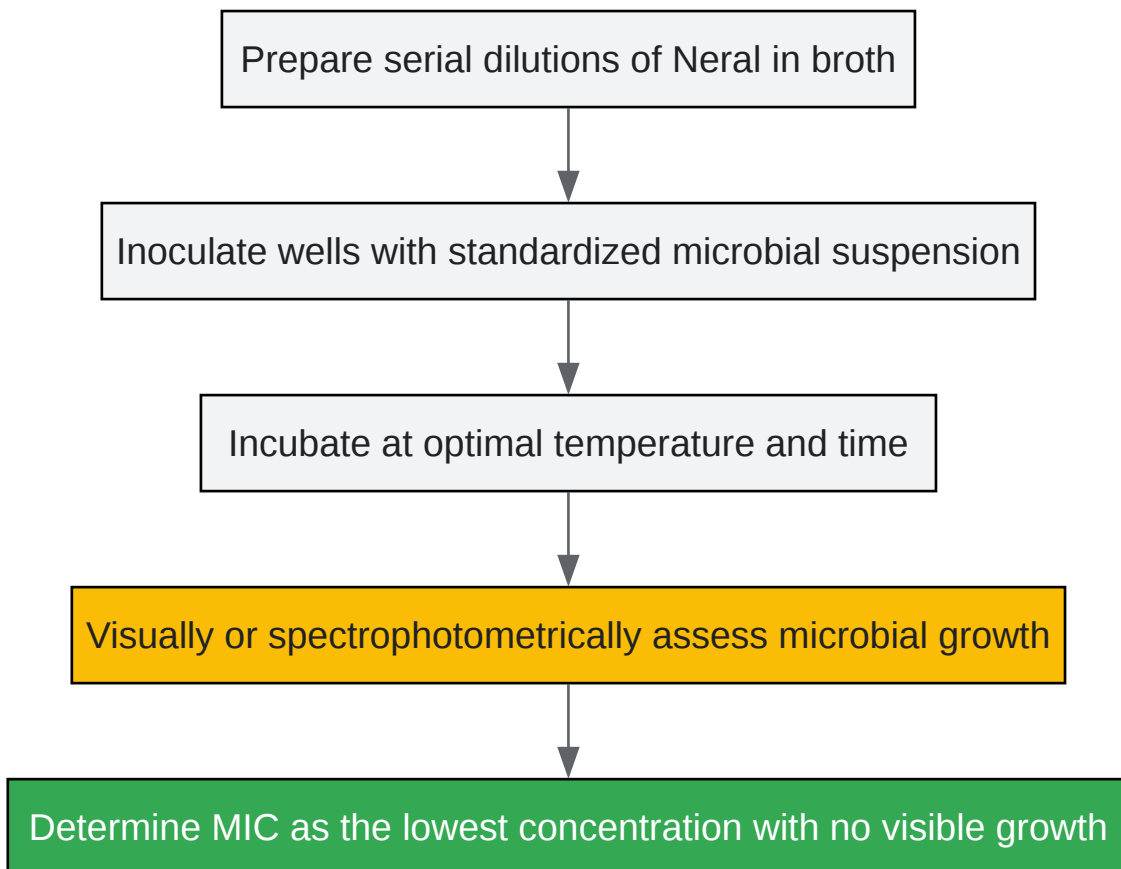 Prepare serial dilutions of Neral in broth
Inoculate wells with standardized microbial suspension
Incubate at optimal temperature and time
Visually or spectrophotometrically assess microbial growth
Determine MIC as the lowest concentration with no visible growth